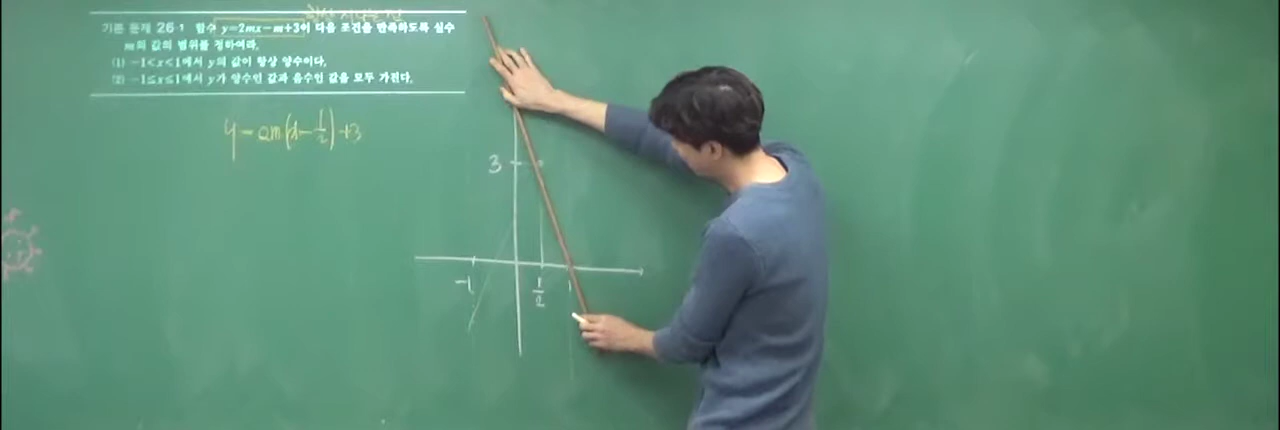 기본 문제 26-1 함수 y=2mx-m+3이 다음 조건을 만족하도록 실수
m의 값의 범위를 정하여라.
(1) -1<x<1에서 y의 값이 항상 양수이다.
(2) -1≤x≤1에서 y가 양수인 값과 음수인 값을 모두 가진다.
y=2m(x-1/2)+3
3
-1
1/2